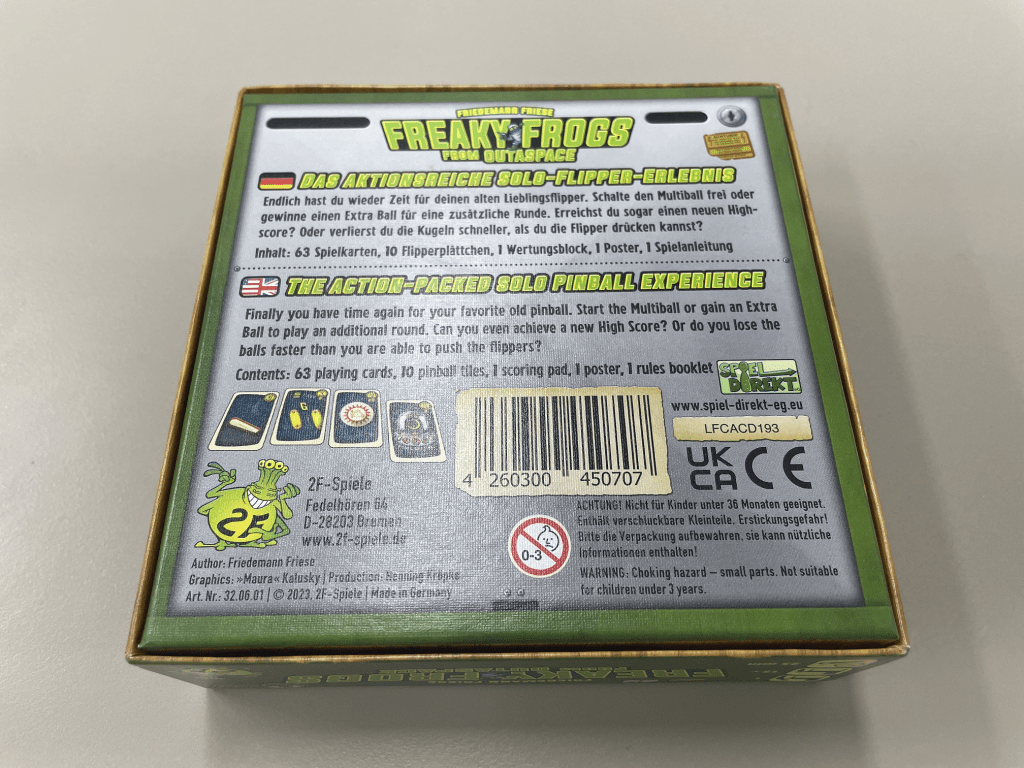 FRIEDEMANN FRIESE
FREAKY FROGS
FROM OUTASPACE
DAS AKTIONSREICHE SOLO-FLIPPER-ERLEBNIS
Endlich hast du wieder Zeit für deinen alten Lieblingsflipper. Schalte den Multiball frei oder
gewinne einen Extra Ball für eine zusätzliche Runde. Erreichst du sogar einen neuen High-
score? Oder verlierst du die Kugeln schneller, als du die Flipper drücken kannst?
Inhalt: 63 Spielkarten, 10 Flipperplättchen, 1 Wertungsblock, 1 Poster, 1 Spielanleitung
THE ACTION-PACKED SOLO PINBALL EXPERIENCE
Finally you have time again for your favorite old pinball. Start the Multiball or gain an Extra
Ball to play an additional round. Can you even achieve a new High Score? Or do you lose the
balls faster than you are able to push the flippers?
Contents: 63 playing cards, 10 pinball tiles, 1 scoring pad, 1 poster, 1 rules booklet
SPIEL
DIREKT
www.spiel-direkt-eg.eu
LFCACD193
UK
CA CE
4 260300 450707
2F
2F-Spiele
Fedelhören 64
D-28203 Bremen
www.2f-spiele.de
Author: Friedemann Friese
Graphics: »Maura« Kalusky | Production: Henning Kröpke
Art. Nr.: 32.06.01 | © 2023, 2F-Spiele | Made in Germany
0-3
ACHTUNG! Nicht für Kinder unter 36 Monaten geeignet.
Enthält verschluckbare Kleinteile. Erstickungsgefahr!
Bitte die Verpackung aufbewahren, sie kann nützliche
Informationen enthalten!
WARNING: Choking hazard – small parts. Not suitable
for children under 3 years.
FREAKY FROGS
FROM OUTASPACE